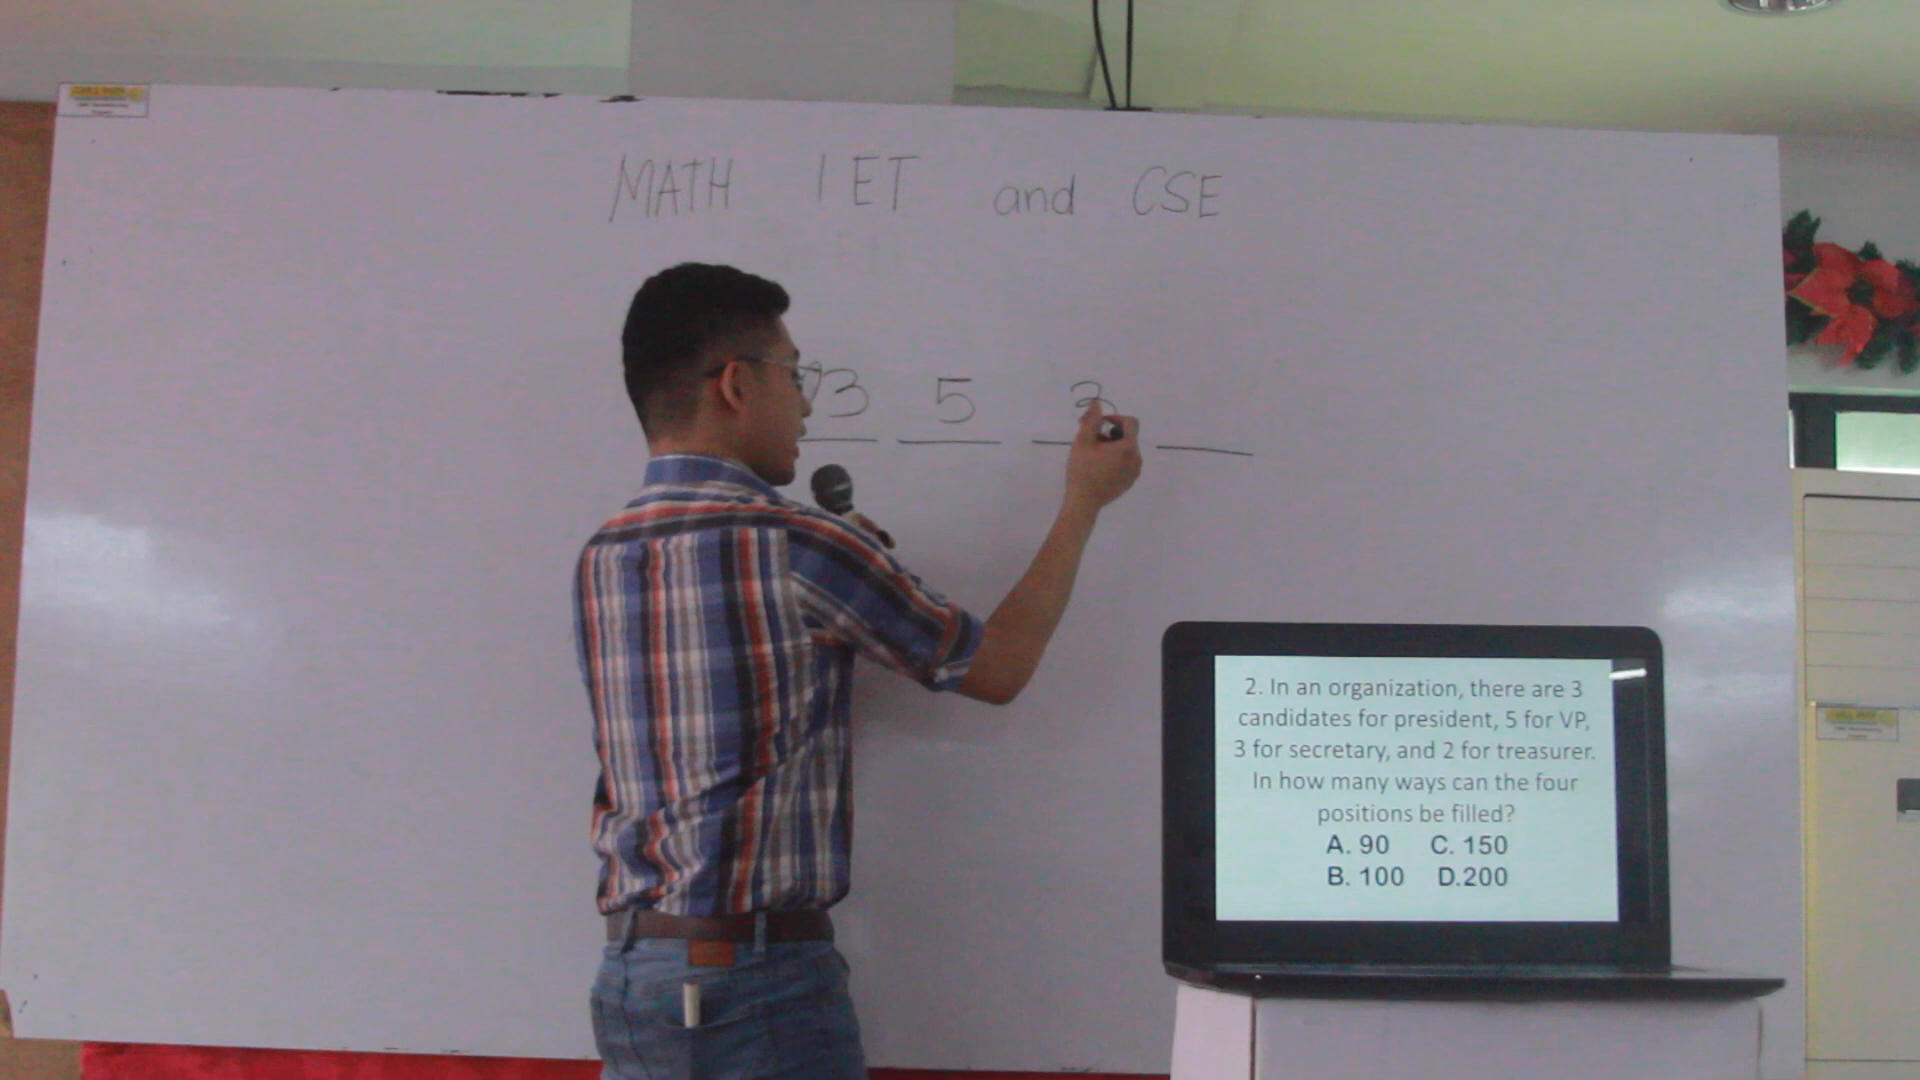 MATH LET and CSE
3 5 3
2. In an organization, there are 3
candidates for president, 5 for VP,
3 for secretary, and 2 for treasurer.
In how many ways can the four
positions be filled?
A. 90 C. 150
B. 100 D.200